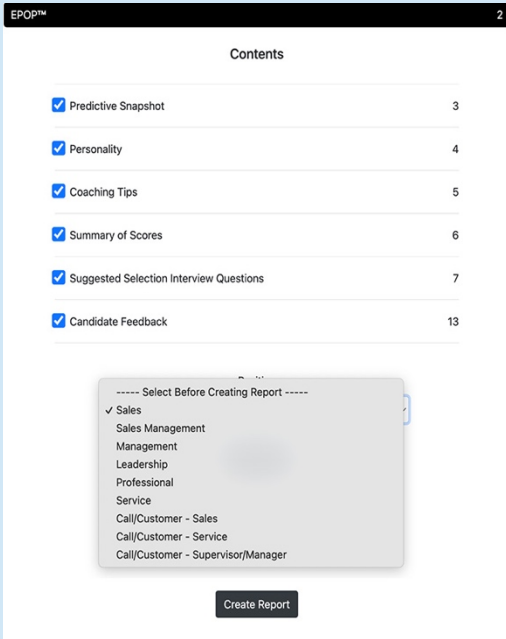 EPOP™ 2
Contents
Predictive Snapshot 3
Personality 4
Coaching Tips 5
Summary of Scores 6
Suggested Selection Interview Questions 7
Candidate Feedback 13
----- Select Before Creating Report -----
✓ Sales
Sales Management
Management
Leadership
Professional
Service
Call/Customer - Sales
Call/Customer - Service
Call/Customer - Supervisor/Manager
Create Report